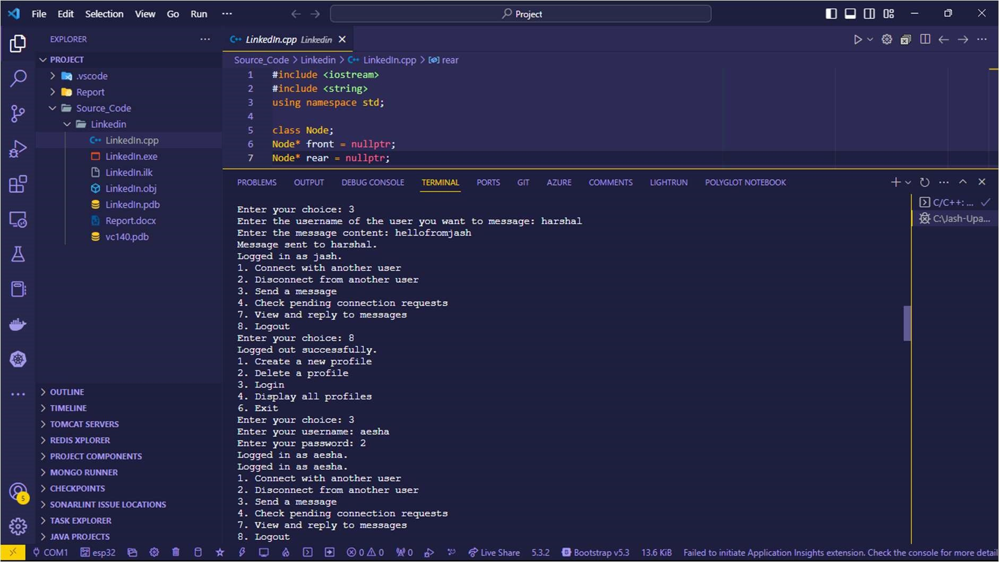 File Edit Selection View Go Run ··· Project
EXPLORER ···
PROJECT
.vscode
Report
Source_Code
Linkedin
LinkedIn.cpp
LinkedIn.exe
LinkedIn.ilk
LinkedIn.obj
LinkedIn.pdb
Report.docx
vc140.pdb
OUTLINE
TIMELINE
TOMCAT SERVERS
REDIS XPLORER
PROJECT COMPONENTS
MONGO RUNNER
CHECKPOINTS
SONARLINT ISSUE LOCATIONS
TASK EXPLORER
JAVA PROJECTS
5
LinkedIn.cpp Linkedin
Source_Code > Linkedin > LinkedIn.cpp > rear
1 #include <iostream>
2 #include <string>
3 using namespace std;
4
5 class Node;
6 Node* front = nullptr;
7 Node* rear = nullptr;
PROBLEMS OUTPUT DEBUG CONSOLE TERMINAL PORTS GIT AZURE COMMENTS LIGHTRUN POLYGLOT NOTEBOOK
C/C++: ...
C:\Jash-Upa...
Enter your choice: 3
Enter the username of the user you want to message: harshal
Enter the message content: hellofromjash
Message sent to harshal.
Logged in as jash.
1. Connect with another user
2. Disconnect from another user
3. Send a message
4. Check pending connection requests
7. View and reply to messages
8. Logout
Enter your choice: 8
Logged out successfully.
1. Create a new profile
2. Delete a profile
3. Login
4. Display all profiles
6. Exit
Enter your choice: 3
Enter your username: aesha
Enter your password: 2
Logged in as aesha.
Logged in as aesha.
1. Connect with another user
2. Disconnect from another user
3. Send a message
4. Check pending connection requests
7. View and reply to messages
8. Logout
COM1 esp32 0 0 0 Live Share 5.3.2 Bootstrap v5.3 13.6 KiB Failed to initiate Application Insights extension. Check the console for more detail